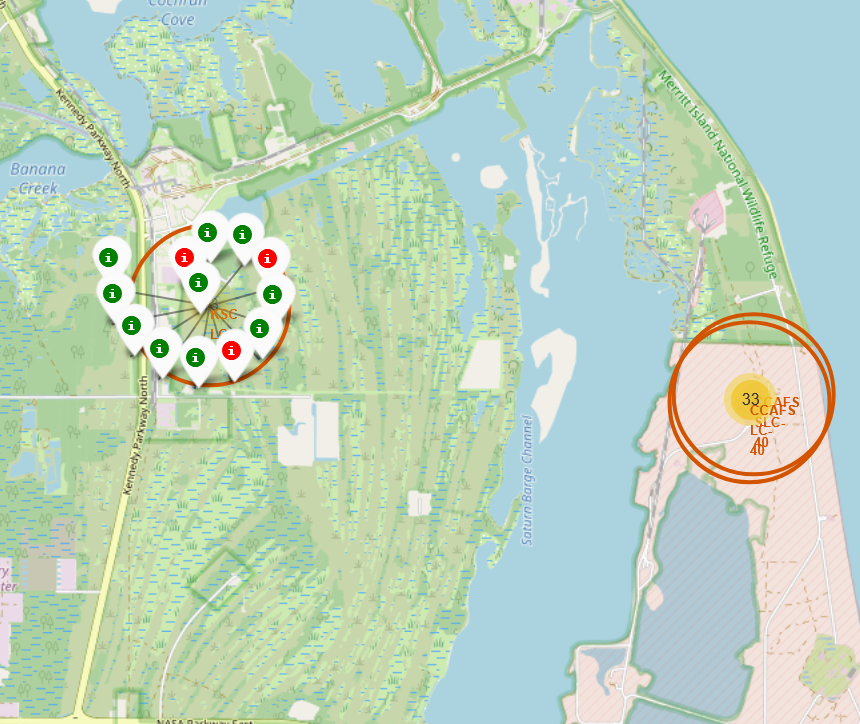 Cochran
Cove
Kennedy Parkway North
Merritt Island National Wildlife Refuge
Banana
Creek
KSC
LC
33
CCAFS
CCAFS
SLC-
LC-
40
40
Kennedy Parkway North
Saturn Barge Channel
NASA Parkway East